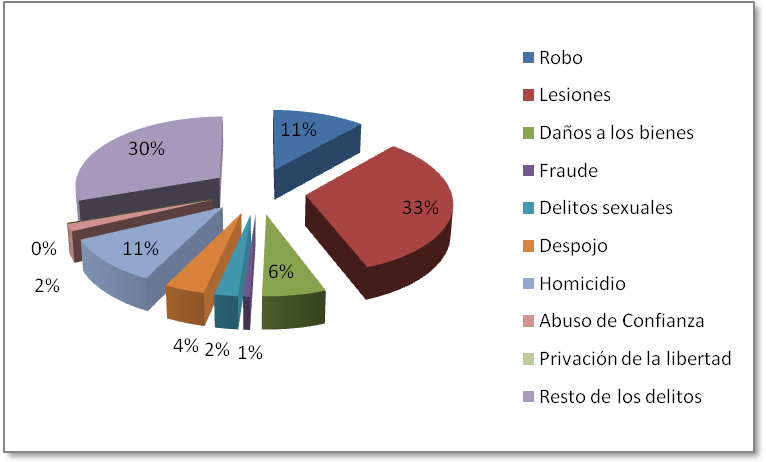 11%
33%
6%
1%
2%
4%
11%
2%
0%
30%
Robo
Lesiones
Daños a los bienes
Fraude
Delitos sexuales
Despojo
Homicidio
Abuso de Confianza
Privación de la libertad
Resto de los delitos